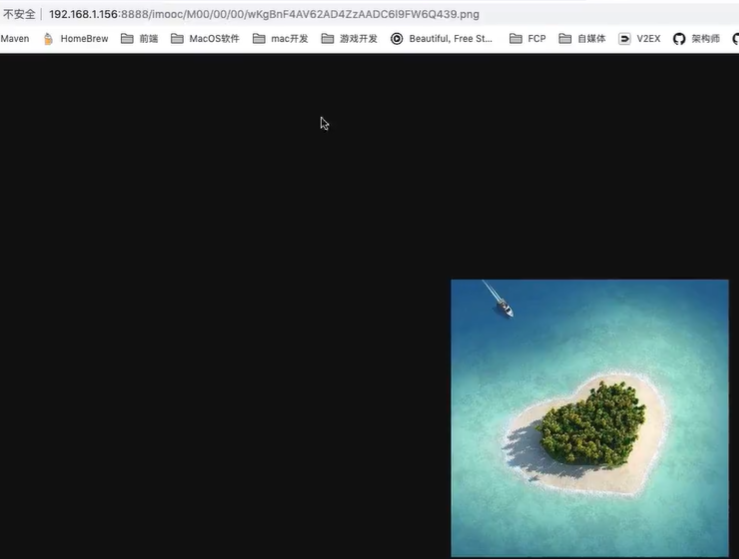 不安全 192.168.1.156:8888/imooc/M00/00/00/wKgBnF4AV62AD4ZzAADC6l9FW6Q439.png
Maven HomeBrew 前端 MacOS软件 mac开发 游戏开发 Beautiful, Free St... FCP 自媒体 V2EX 架构师